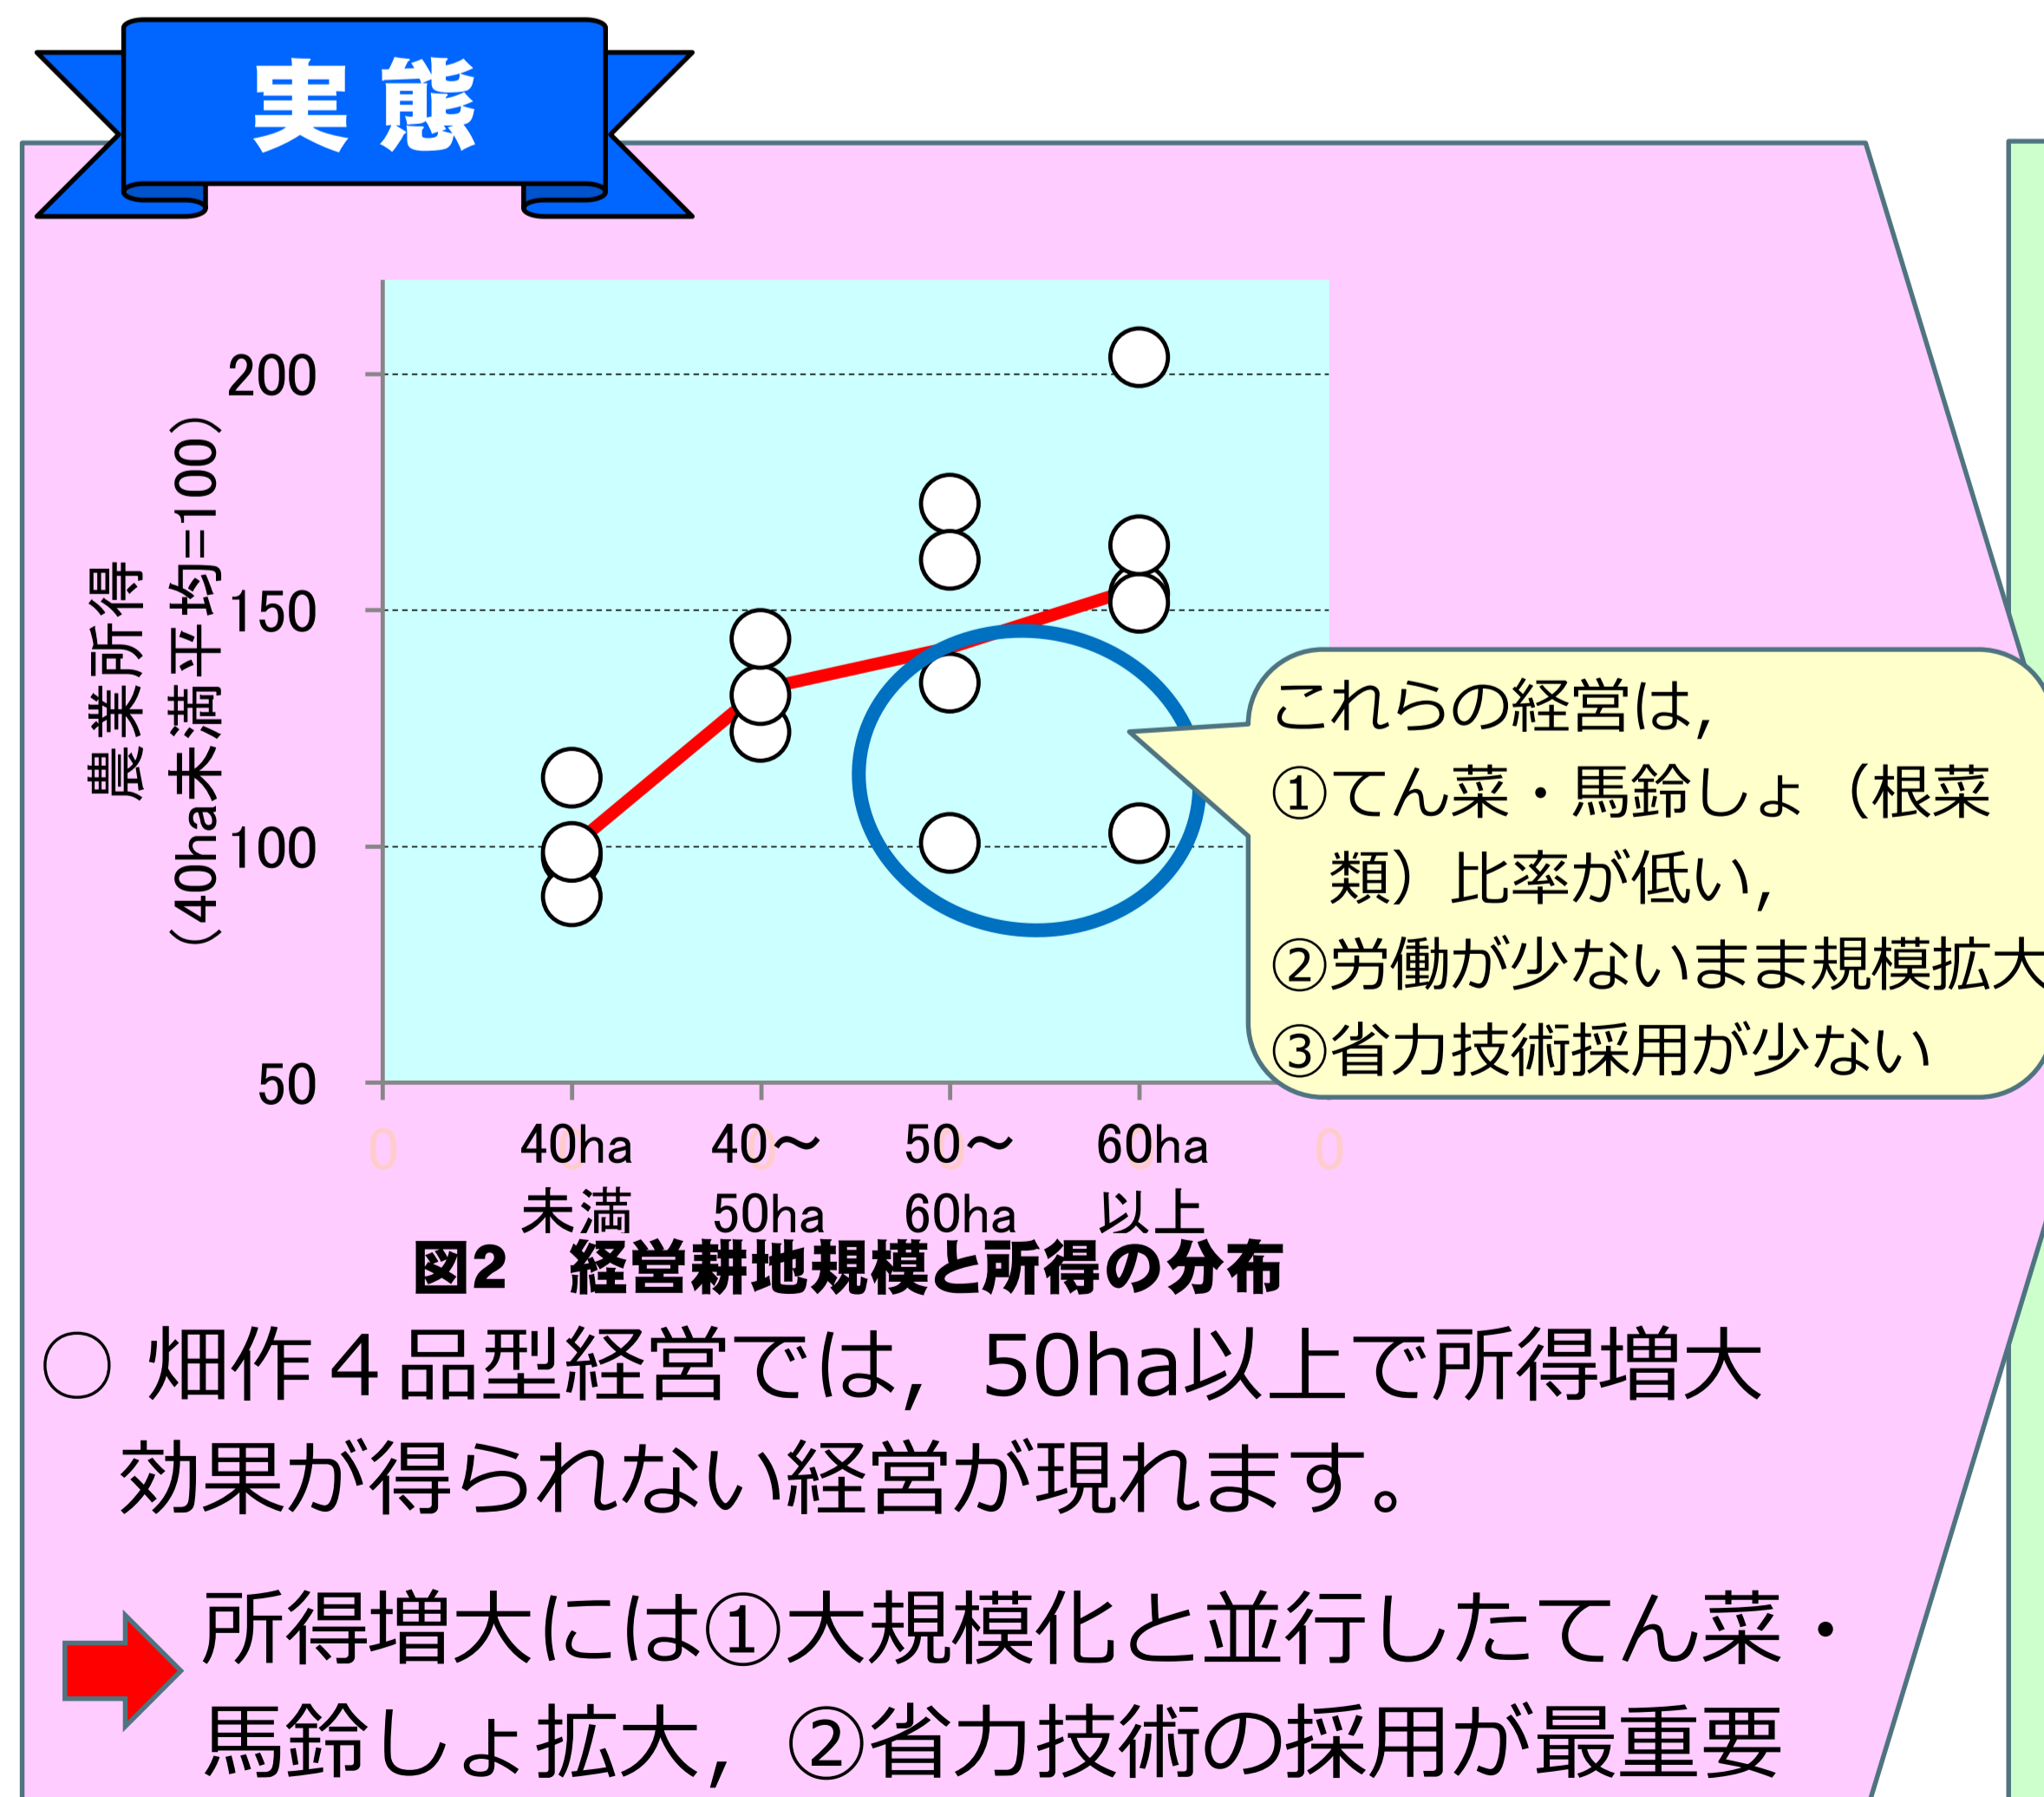 実 態
農業所得
（40ha未満平均=100）
200
150
100
50
0
0
0
0
0
0
40ha
未満
40～
50ha
50～
60ha
60ha
以上
これらの経営は，
①てん菜・馬鈴しょ（根菜
類）比率が低い，
②労働が少ないまま規模拡大
③省力技術採用が少ない
図2 経営耕地規模と所得の分布
○ 畑作４品型経営では，50ha以上で所得増大
効果が得られない経営が現れます。
所得増大には①大規模化と並行したてん菜・
馬鈴しょ拡大，②省力技術の採用が最重要